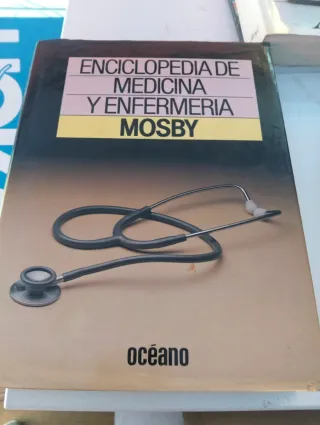 ENCICLOPEDIA DE
MEDICINA
Y ENFERMERIA
MOSBY
océano